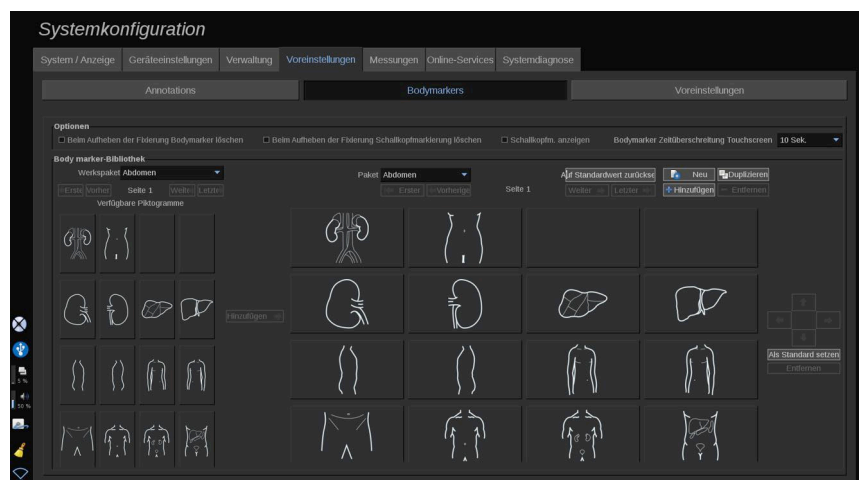 Systemkonfiguration
System / Anzeige Geräteeinstellungen Verwaltung Voreinstellungen Messungen Online-Services Systemdiagnose
Annotations Bodymarkers Voreinstellungen
Optionen
Beim Aufheben der Fixierung Bodymarker löschen Beim Aufheben der Fixierung Schallkopfmarkierung löschen Schallkopfm. anzeigen Bodymarker Zeitüberschreitung Touchscreen 10 Sek.
Body marker-Bibliothek
Werkspaket Abdomen Paket Abdomen Auf Standardwert zurückse Neu Duplizieren
Erste Vorher Seite 1 Weite Letzte Erster Vorherige Seite 1 Weiter Letzter Hinzufügen Entfernen
Verfügbare Piktogramme
Hinzufügen
Als Standard setzen
Entfernen
5 %
50 %